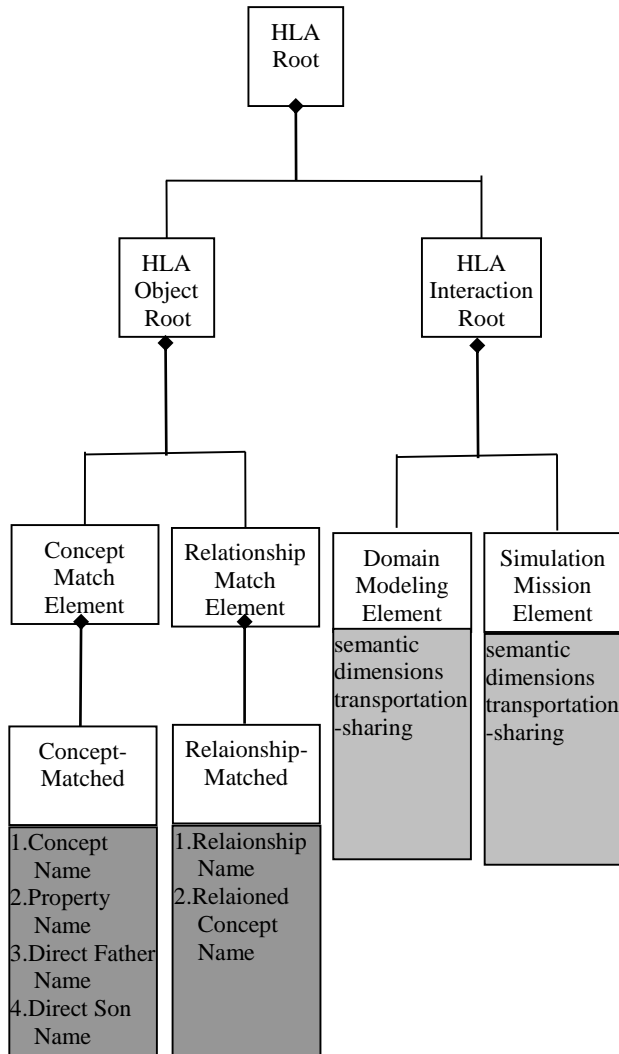 HLA
Root
HLA
Object
Root
HLA
Interaction
Root
Concept
Match
Element
Relationship
Match
Element
Domain
Modeling
Element
Simulation
Mission
Element
semantic
dimensions
transportation
-sharing
semantic
dimensions
transportation
-sharing
Concept-
Matched
Relaionship-
Matched
1.Concept
Name
2.Property
Name
3.Direct Father
Name
4.Direct Son
Name
1.Relaionship
Name
2.Relaioned
Concept
Name